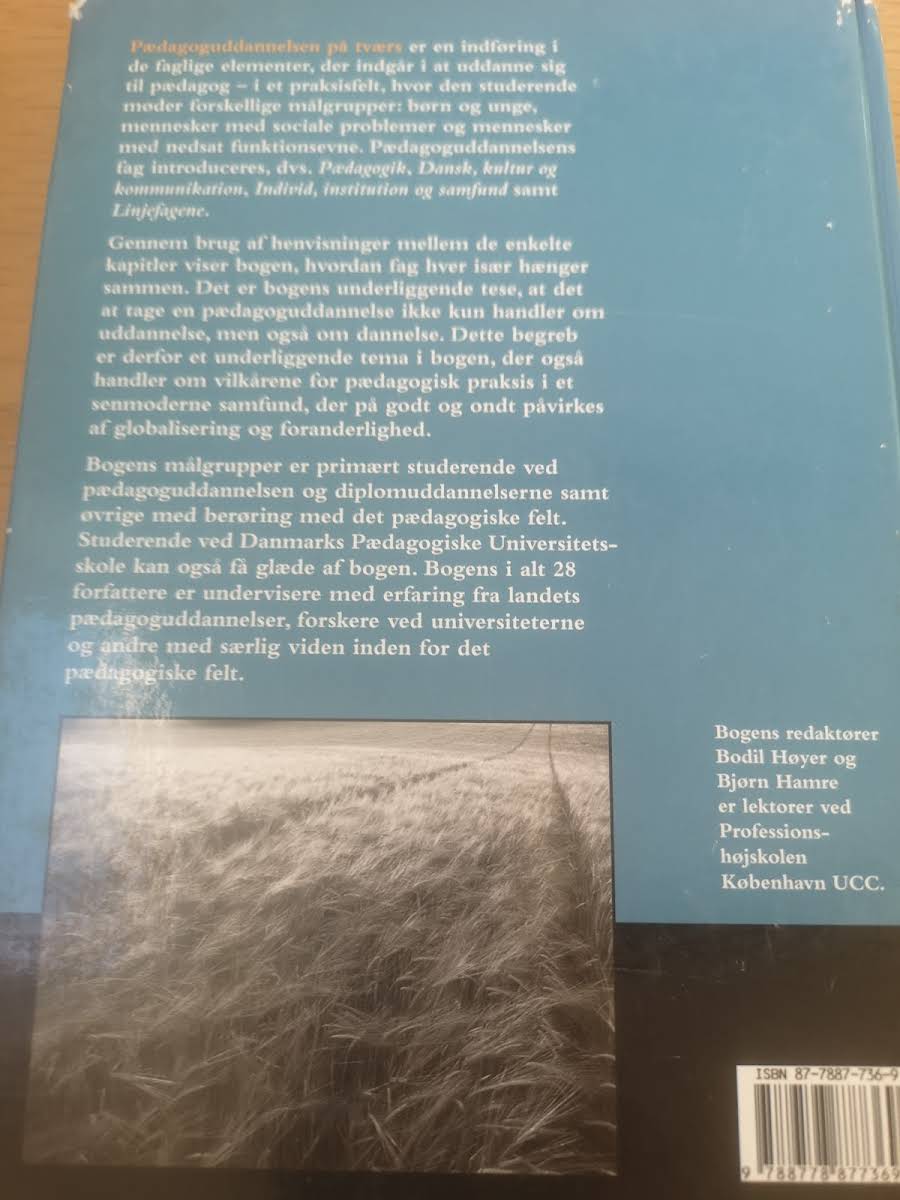 Pædagoguddannelsen på tværs er en indføring i
de faglige elementer, der indgår i at uddanne sig
til pædagog – i et praksisfelt, hvor den studerende
møder forskellige målgrupper: børn og unge,
mennesker med sociale problemer og mennesker
med nedsat funktionsevne. Pædagoguddannelsens
fag introduceres, dvs. Pædagogik, Dansk, kultur og
kommunikation, Individ, institution og samfund samt
Linjefagene.
Gennem brug af henvisninger mellem de enkelte
kapitler viser bogen, hvordan fag hver især hænger
sammen. Det er bogens underliggende tese, at det
at tage en pædagoguddannelse ikke kun handler om
uddannelse, men også om dannelse. Dette begreb
er derfor et underliggende tema i bogen, der også
handler om vilkårene for pædagogisk praksis i et
senmoderne samfund, der på godt og ondt påvirkes
af globalisering og foranderlighed.
Bogens målgrupper er primært studerende ved
pædagoguddannelsen og diplomuddannelserne samt
øvrige med berøring med det pædagogiske felt.
Studerende ved Danmarks Pædagogiske Universitets-
skole kan også få glæde af bogen. Bogens i alt 28
forfattere er undervisere med erfaring fra landets
pædagoguddannelser, forskere ved universiteterne
og andre med særlig viden inden for det
pædagogiske felt.
Bogens redaktører
Bodil Høyer og
Bjørn Hamre
er lektorer ved
Professions-
højskolen
København UCC.
ISBN 87-7887-736-9
9 788778 877369